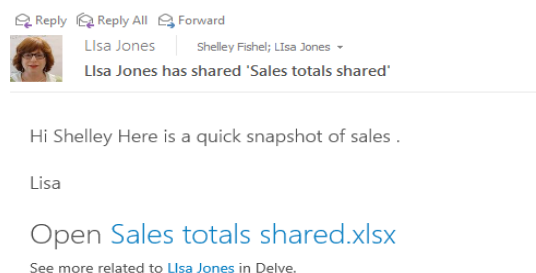 Reply Reply All Forward
LIsa Jones Shelley Fishel; LIsa Jones
LIsa Jones has shared 'Sales totals shared'
Hi Shelley Here is a quick snapshot of sales .
Lisa
Open Sales totals shared.xlsx
See more related to LIsa Jones in Delve.